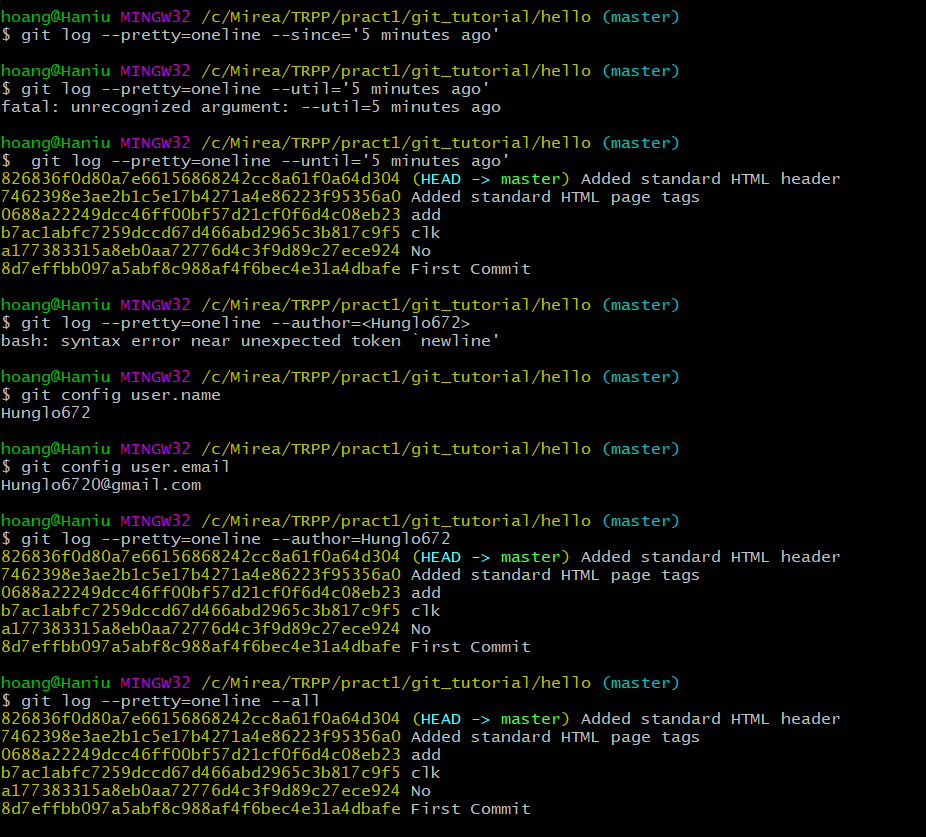 hoang@Haniu MINGW32 /c/Mirea/TRPP/pract1/git_tutorial/hello (master)
$ git log --pretty=oneline --since='5 minutes ago'
hoang@Haniu MINGW32 /c/Mirea/TRPP/pract1/git_tutorial/hello (master)
$ git log --pretty=oneline --util='5 minutes ago'
fatal: unrecognized argument: --util=5 minutes ago
hoang@Haniu MINGW32 /c/Mirea/TRPP/pract1/git_tutorial/hello (master)
$  git log --pretty=oneline --until='5 minutes ago'
826836f0d80a7e66156868242cc8a61f0a64d304 (HEAD -> master) Added standard HTML header
7462398e3ae2b1c5e17b4271a4e86223f95356a0 Added standard HTML page tags
0688a22249dcc46ff00bf57d21cf0f6d4c08eb23 add
b7ac1abfc7259dccd67d466abd2965c3b817c9f5 clk
a177383315a8eb0aa72776d4c3f9d89c27ece924 No
8d7effbb097a5abf8c988af4f6bec4e31a4dbafe First Commit
hoang@Haniu MINGW32 /c/Mirea/TRPP/pract1/git_tutorial/hello (master)
$ git log --pretty=oneline --author=<Hunglo672>
bash: syntax error near unexpected token `newline'
hoang@Haniu MINGW32 /c/Mirea/TRPP/pract1/git_tutorial/hello (master)
$ git config user.name
Hunglo672
hoang@Haniu MINGW32 /c/Mirea/TRPP/pract1/git_tutorial/hello (master)
$ git config user.email
Hunglo6720@gmail.com
hoang@Haniu MINGW32 /c/Mirea/TRPP/pract1/git_tutorial/hello (master)
$ git log --pretty=oneline --author=Hunglo672
826836f0d80a7e66156868242cc8a61f0a64d304 (HEAD -> master) Added standard HTML header
7462398e3ae2b1c5e17b4271a4e86223f95356a0 Added standard HTML page tags
0688a22249dcc46ff00bf57d21cf0f6d4c08eb23 add
b7ac1abfc7259dccd67d466abd2965c3b817c9f5 clk
a177383315a8eb0aa72776d4c3f9d89c27ece924 No
8d7effbb097a5abf8c988af4f6bec4e31a4dbafe First Commit
hoang@Haniu MINGW32 /c/Mirea/TRPP/pract1/git_tutorial/hello (master)
$ git log --pretty=oneline --all
826836f0d80a7e66156868242cc8a61f0a64d304 (HEAD -> master) Added standard HTML header
7462398e3ae2b1c5e17b4271a4e86223f95356a0 Added standard HTML page tags
0688a22249dcc46ff00bf57d21cf0f6d4c08eb23 add
b7ac1abfc7259dccd67d466abd2965c3b817c9f5 clk
a177383315a8eb0aa72776d4c3f9d89c27ece924 No
8d7effbb097a5abf8c988af4f6bec4e31a4dbafe First Commit